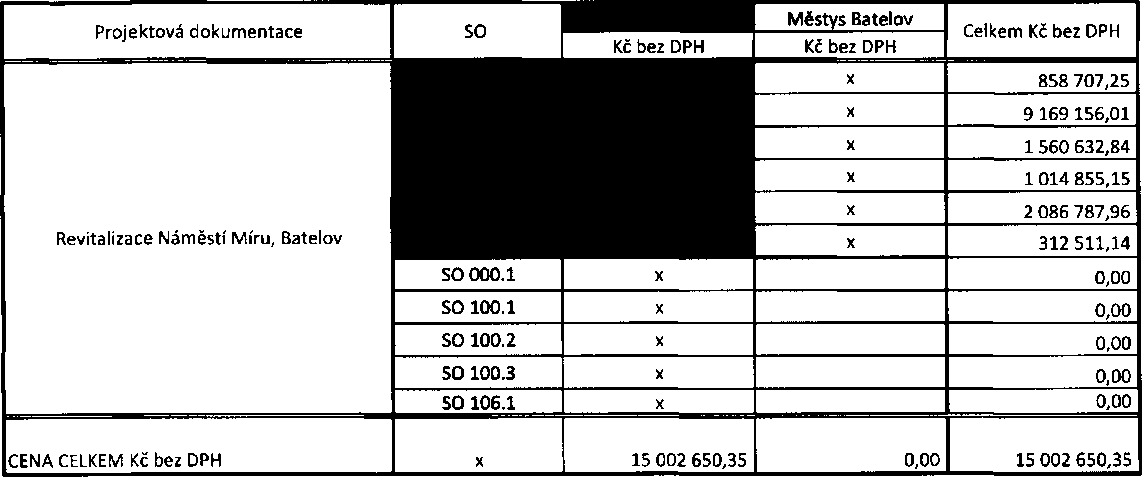 Projektová dokumentace SO Městys Batelov Celkem Kč bez DPH
Kč bez DPH Kč bez DPH
x 858 707,25
x 9 169 156,01
x 1 560 632,84
x 1 014 855,15
x 2 086 787,96
Revitalizace Náměstí Míru, Batelov x 312 511,14
SO 000.1 x 0,00
SO 100.1 x 0,00
SO 100.2 x 0,00
SO 100.3 x 0,00
SO 106.1 x 0,00
CENA CELKEM Kč bez DPH x 15 002 650,35 0,00 15 002 650,35